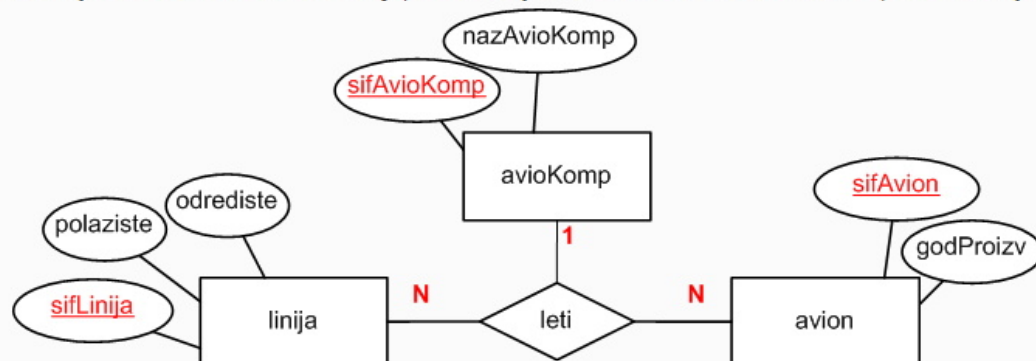 nazAvioKomp
sifAvioKomp
avioKomp
sifAvion
odrediste
polaziste
1
godProizv
sifLinija
linija
N
leti
N
avion